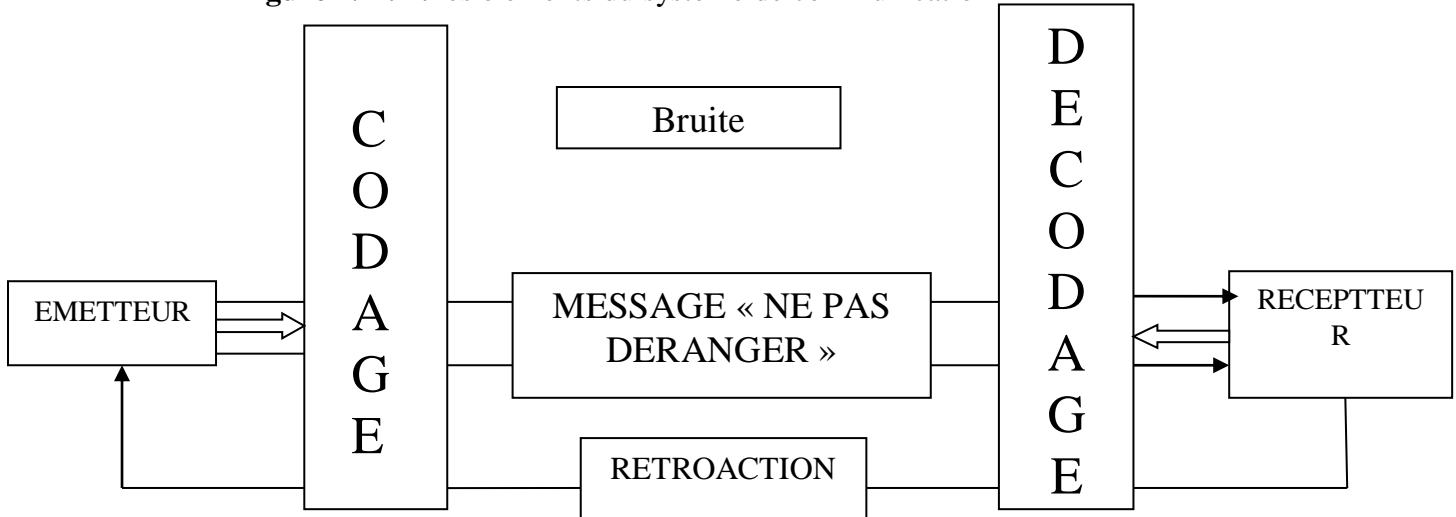 D
E
C
O
D
A
G
E
C
O
D
A
G
E
Bruite
EMETTEUR
MESSAGE « NE PAS
DERANGER »
RECEPTTEU
R
RETROACTION